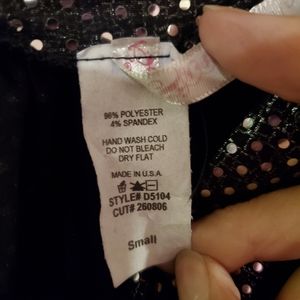 96% POLYESTER
4% SPANDEX
HAND WASH COLD
DO NOT BLEACH
DRY FLAT
MADE IN U.S.A.
STYLE# D5104
CUT# 260806
Small